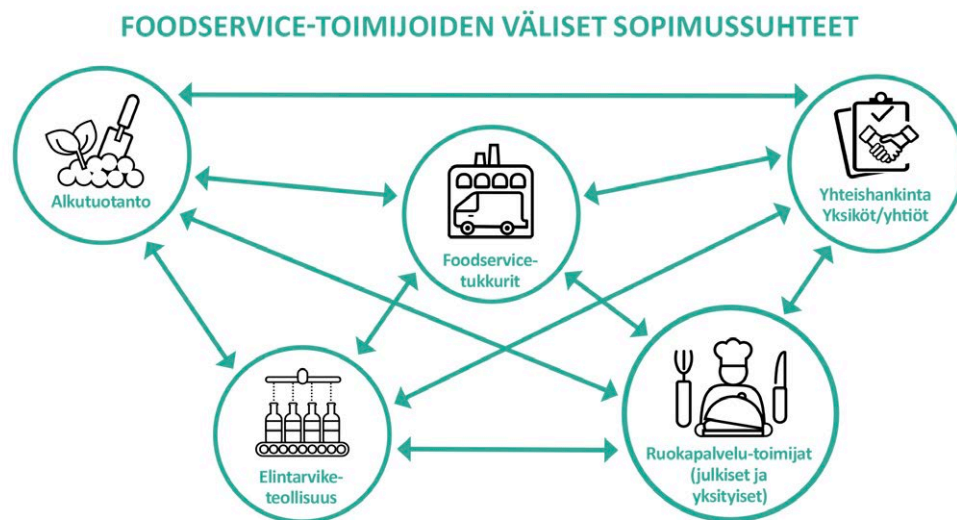 FOODSERVICE-TOIMIJOIDEN VÄLISET SOPIMUSSUHTEET
Alkutuotanto
Foodservice-
tukkurit
Yhteishankinta
Yksiköt/yhtiöt
Elintarvike-
teollisuus
Ruokapalvelu-toimijat
(julkiset ja
yksityiset)